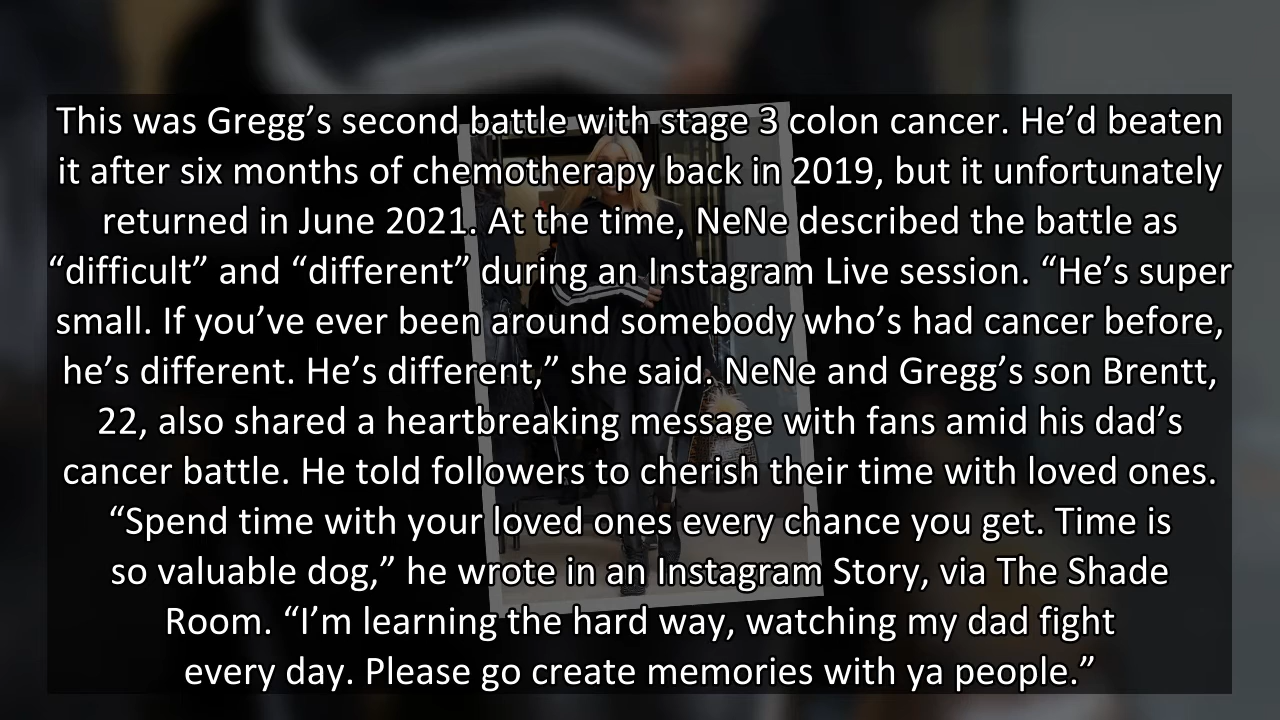 This was Gregg’s second battle with stage 3 colon cancer. He’d beaten
it after six months of chemotherapy back in 2019, but it unfortunately
returned in June 2021. At the time, NeNe described the battle as
“difficult” and “different” during an Instagram Live session. “He’s super
small. If you’ve ever been around somebody who’s had cancer before,
he’s different. He’s different,” she said. NeNe and Gregg’s son Brentt,
22, also shared a heartbreaking message with fans amid his dad’s
cancer battle. He told followers to cherish their time with loved ones.
“Spend time with your loved ones every chance you get. Time is
so valuable dog,” he wrote in an Instagram Story, via The Shade
Room. “I’m learning the hard way, watching my dad fight
every day. Please go create memories with ya people.”